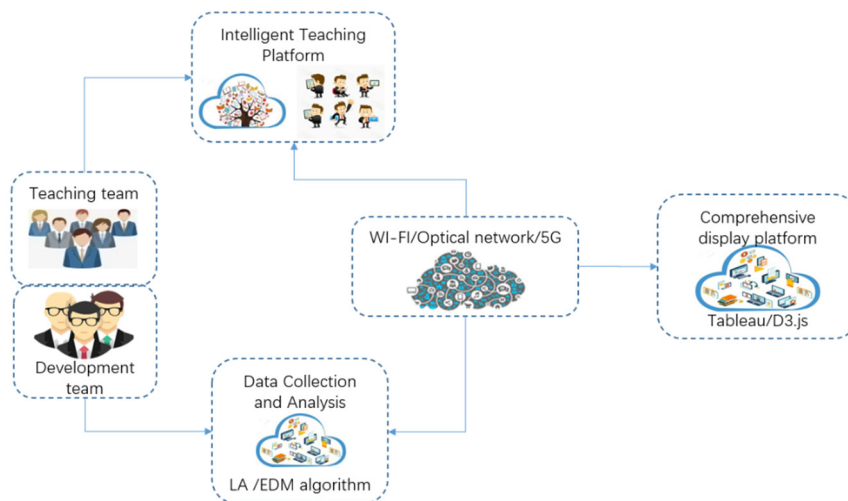 Intelligent Teaching
Platform
Teaching team
WI-FI/Optical network/5G
Comprehensive
display platform
Tableau/D3.js
Development
team
Data Collection
and Analysis
LA /EDM algorithm